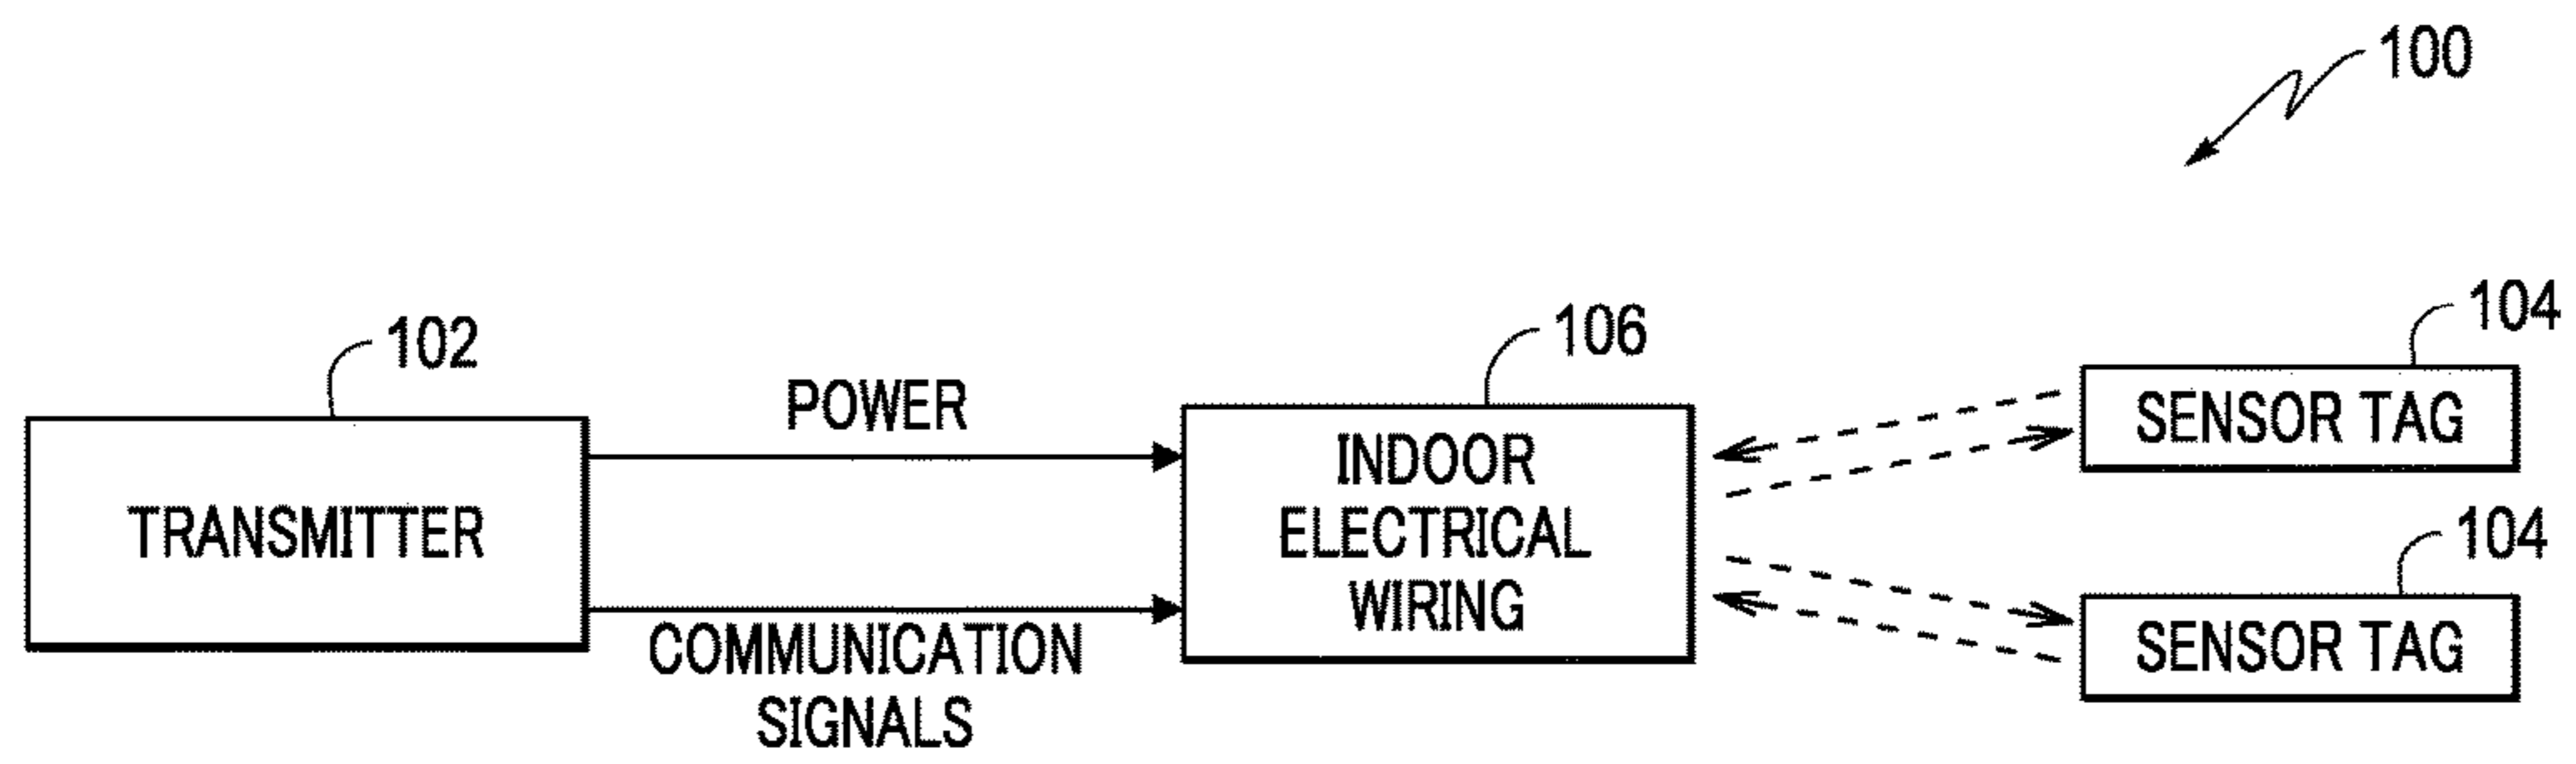 100
102
106
104
POWER
SENSOR TAG
INDOOR
ELECTRICAL
WIRING
TRANSMITTER
104
SENSOR TAG
COMMUNICATION
SIGNALS